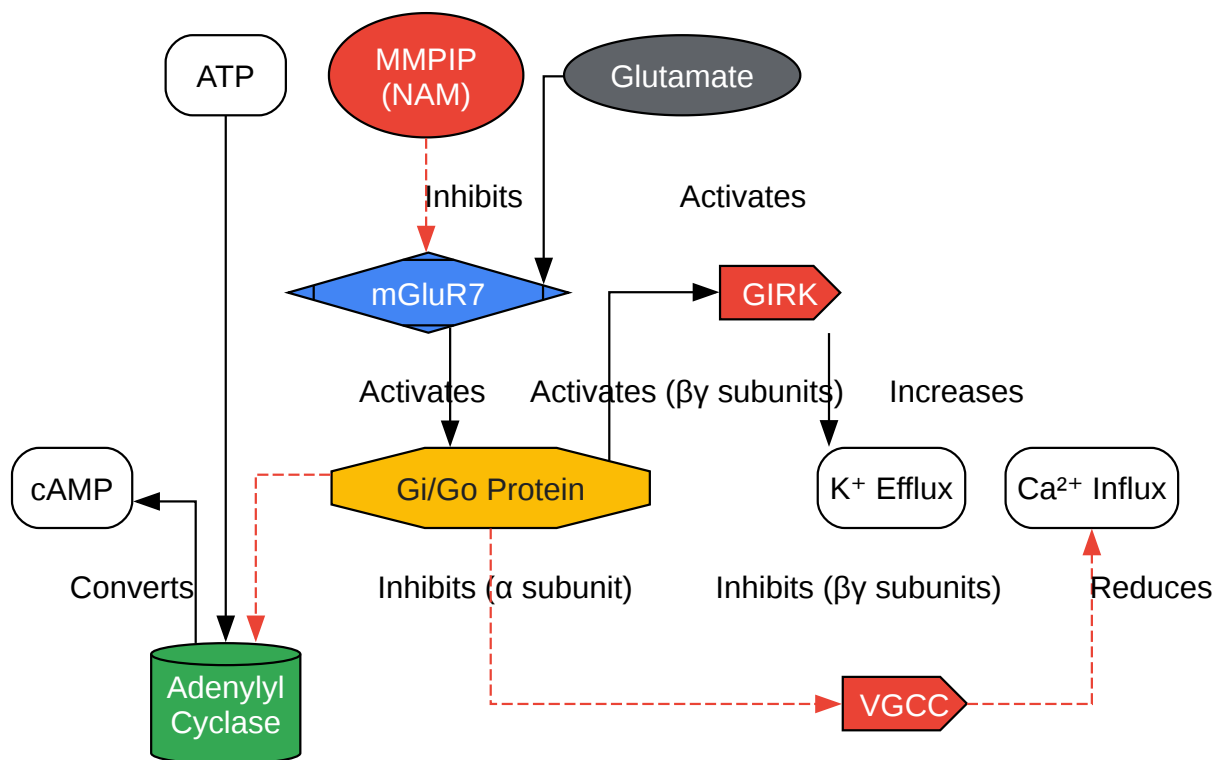 ATP
MMPIP
(NAM)
Glutamate
Inhibits
Activates
mGluR7
GIRK
Activates
Activates (βγ subunits)
Increases
cAMP
Gi/Go Protein
K⁺ Efflux
Ca²⁺ Influx
Converts
Inhibits (α subunit)
Inhibits (βγ subunits)
Reduces
Adenylyl
Cyclase
VGCC